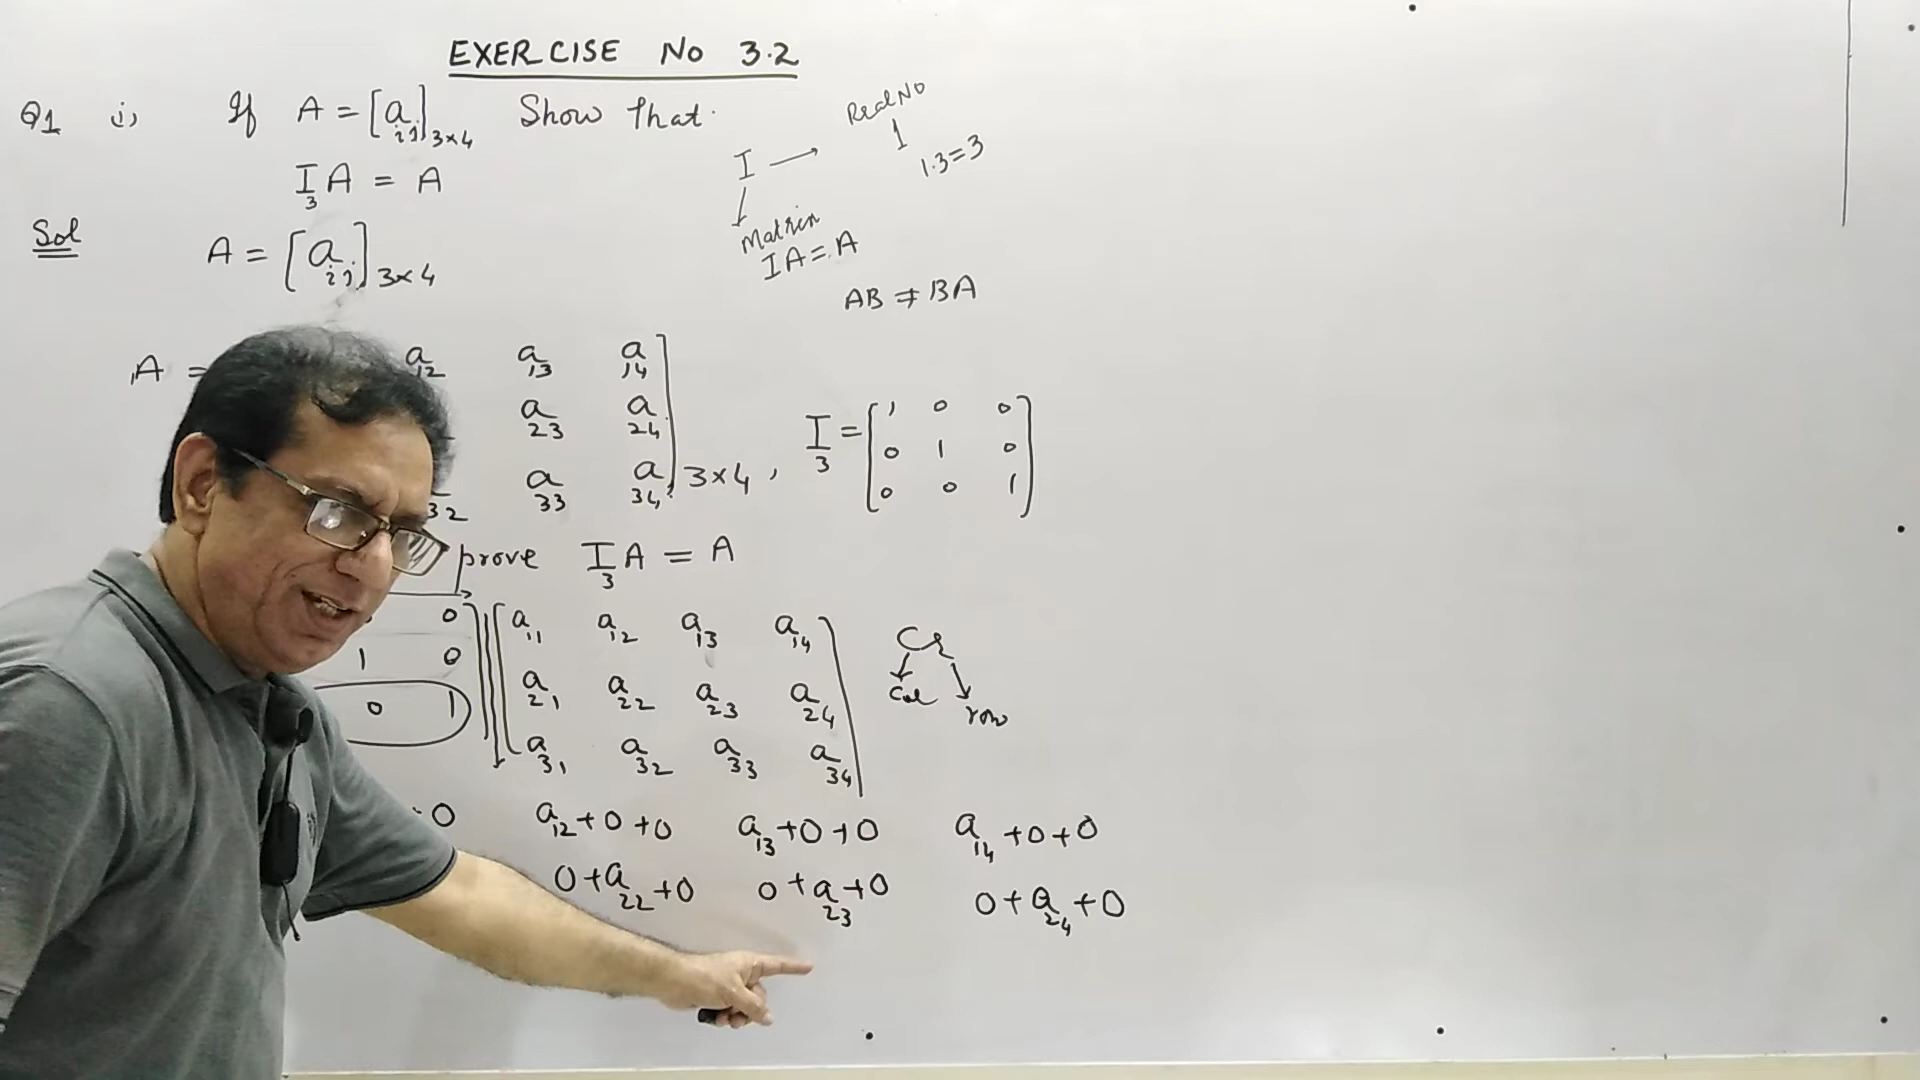 EXERCISE No 3.2
Q1 i, If A = [aij]3×4 Show that.
I3A = A
Real No
1
1.3=3
I
Matrix
IA = A
AB ≠ BA
Sol A = [aij]3×4
A = a12 a13 a14
a23 a24
32 a33 a34 3×4 ,
I3 = 1 0 0
0 1 0
0 0 1
prove I3A = A
0 a11 a12 a13 a14
1 0 a21 a22 a23 a24
0 1 a31 a32 a33 a34
CR
Col row
+0 a12+0+0 a13+0+0 a14+0+0
0+a22+0 0+a23+0 0+a24+0